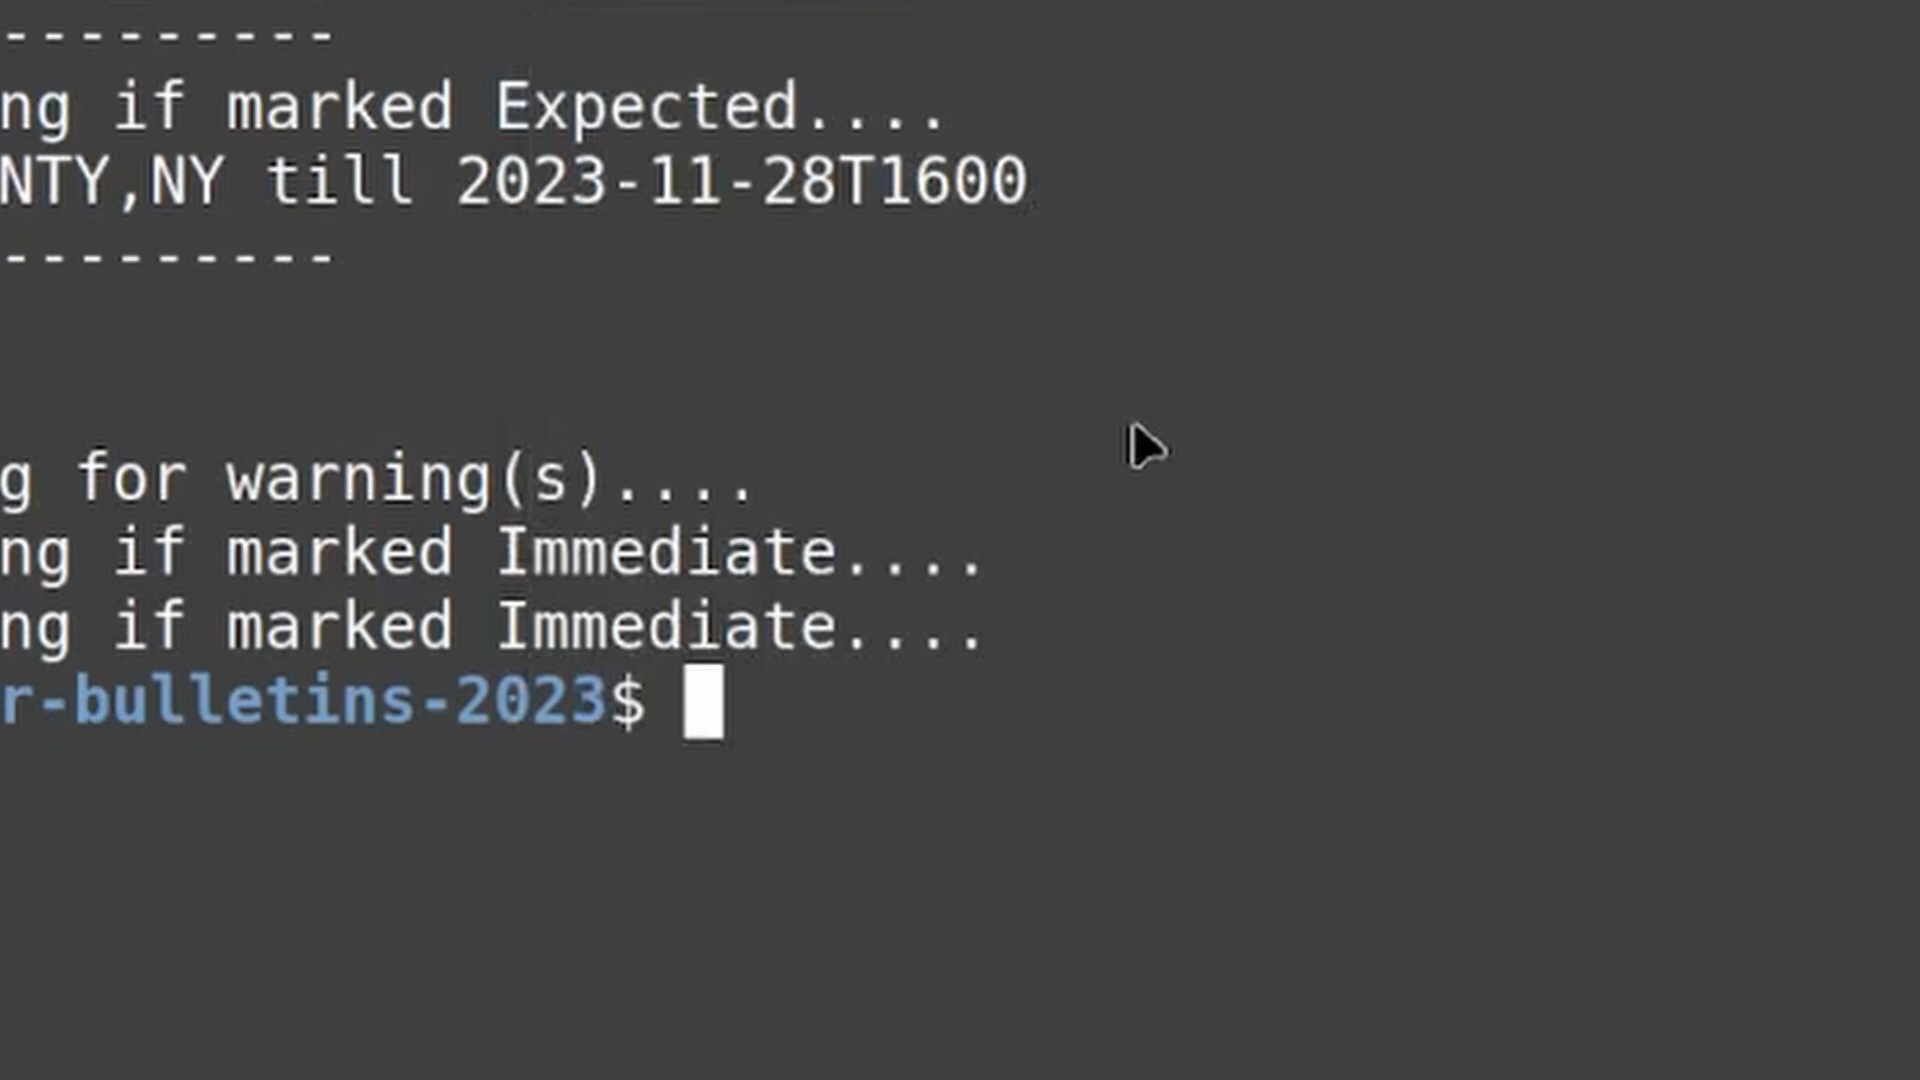 ---------
ng if marked Expected....
NTY,NY till 2023-11-28T1600
---------
g for warning(s)....
ng if marked Immediate....
ng if marked Immediate....
r-bulletins-2023$